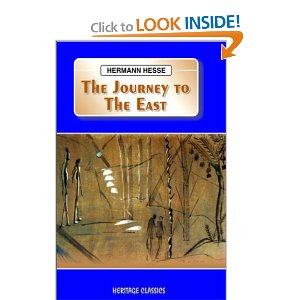 Click to LOOK INSIDE!
HERMANN HESSE
THE JOURNEY TO
THE EAST
HERITAGE CLASSICS